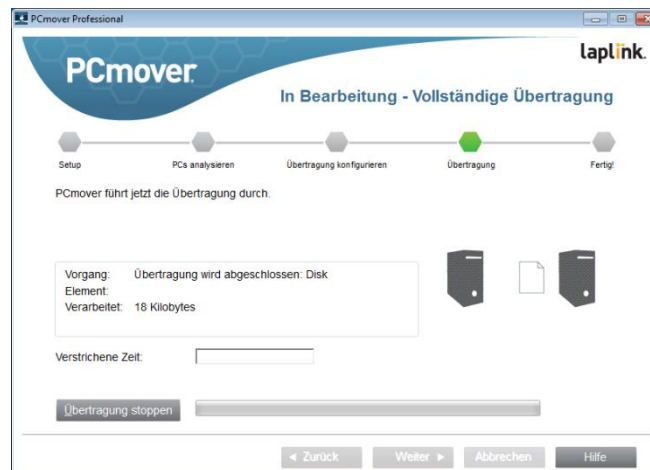 PCmover Professional
laplink.
PCmover
In Bearbeitung - Vollständige Übertragung
Setup
PCs analysieren
Übertragung konfigurieren
Übertragung
Fertig!
PCmover führt jetzt die Übertragung durch.
Vorgang: Übertragung wird abgeschlossen: Disk
Element:
Verarbeitet: 18 Kilobytes
Verstrichene Zeit:
Übertragung stoppen
Zurück
Weiter
Abbrechen
Hilfe